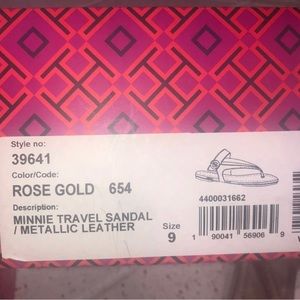 Style no:
39641
Color/Code:
ROSE GOLD 654
Description:
MINNIE TRAVEL SANDAL
/ METALLIC LEATHER
Size
9
4400031662
1 90041 56906 9